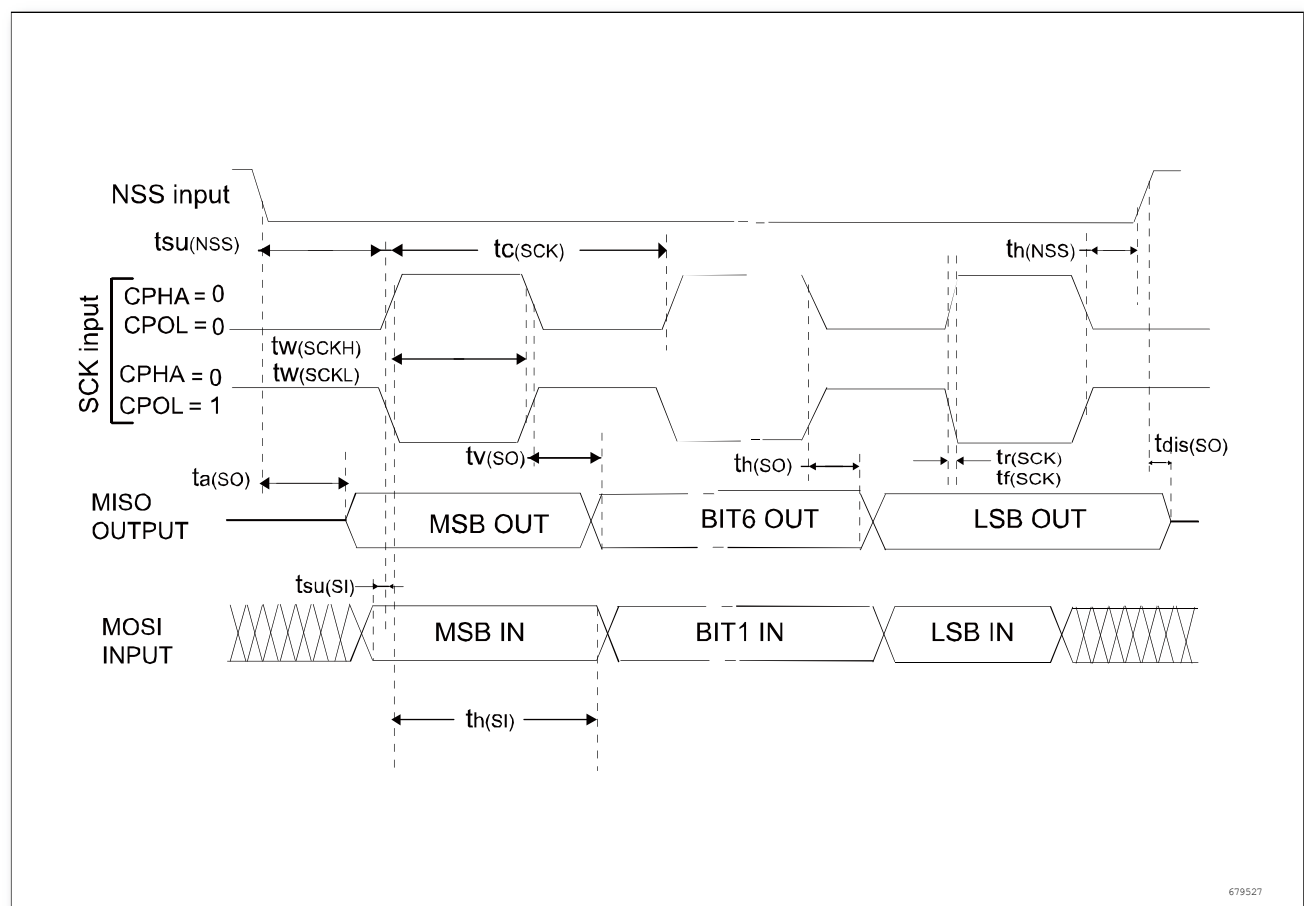 NSS input
tsu(NSS)
tc(SCK)
th(NSS)
SCK input
CPHA = 0
CPOL = 0
tw(SCKH)
tw(SCKL)
CPHA = 0
CPOL = 1
tv(SO)
th(SO)
tr(SCK)
tf(SCK)
tdis(SO)
ta(SO)
MISO
OUTPUT
MSB OUT
BIT6 OUT
LSB OUT
tsu(SI)
MOSI
INPUT
MSB IN
BIT1 IN
LSB IN
th(SI)
679527